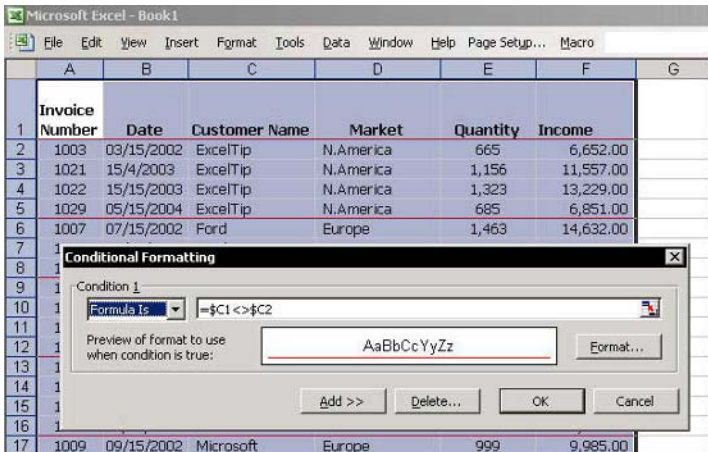 Microsoft Excel - Book1
File Edit View Insert Format Tools Data Window Help Page Setup... Macro
A B C D E F G
1 Invoice Number Date Customer Name Market Quantity Income
2 1003 03/15/2002 ExcelTip N.America 665 6,652.00
3 1021 15/4/2003 ExcelTip N.America 1,156 11,557.00
4 1022 15/15/2003 ExcelTip N.America 1,323 13,229.00
5 1029 05/15/2004 ExcelTip N.America 685 6,851.00
6 1007 07/15/2002 Ford Europe 1,463 14,632.00
7
8
9
10
11
12
13
14
15
16
Conditional Formatting
Condition 1
Formula Is =$C1<>$C2
Preview of format to use
when condition is true:
AaBbCcYyZz
Format...
Add >> Delete... OK Cancel
17 1009 09/15/2002 Microsoft Europe 999 9,985.00